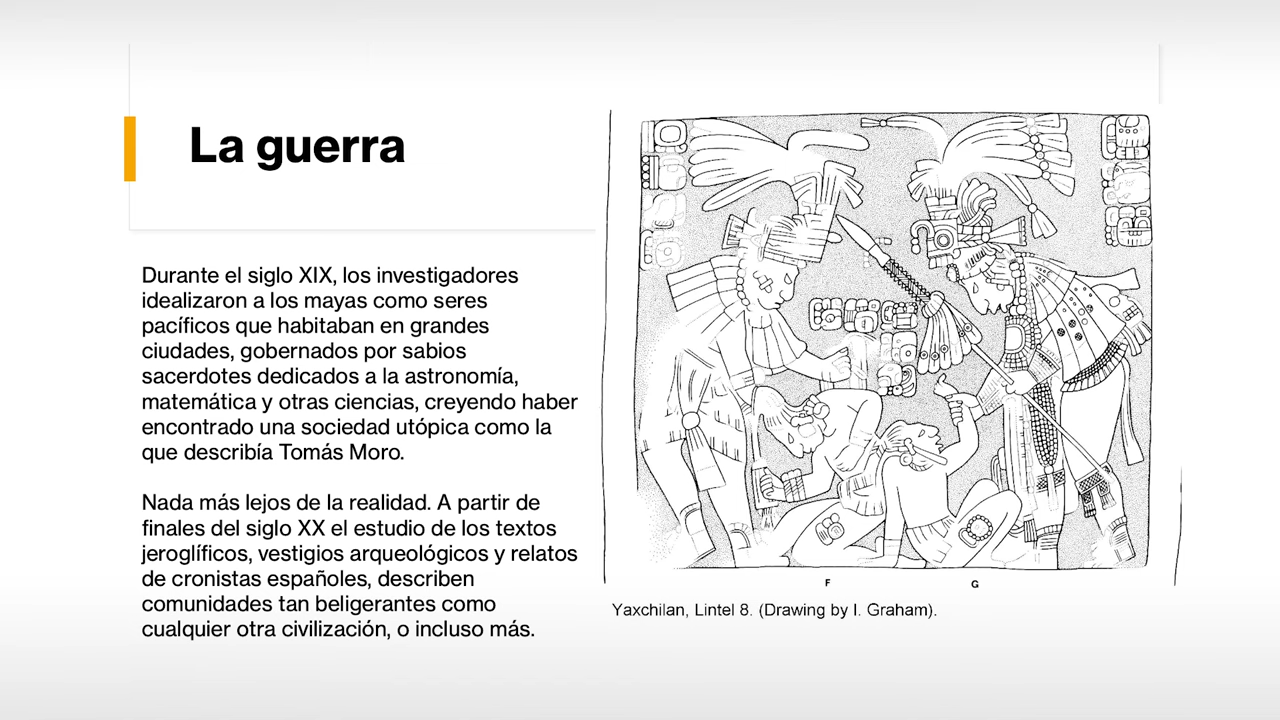 La guerra
Durante el siglo XIX, los investigadores
idealizaron a los mayas como seres
pacíficos que habitaban en grandes
ciudades, gobernados por sabios
sacerdotes dedicados a la astronomía,
matemática y otras ciencias, creyendo haber
encontrado una sociedad utópica como la
que describía Tomás Moro.
Nada más lejos de la realidad. A partir de
finales del siglo XX el estudio de los textos
jeroglíficos, vestigios arqueológicos y relatos
de cronistas españoles, describen
comunidades tan beligerantes como
cualquier otra civilización, o incluso más.
F G
Yaxchilan, Lintel 8. (Drawing by I. Graham).